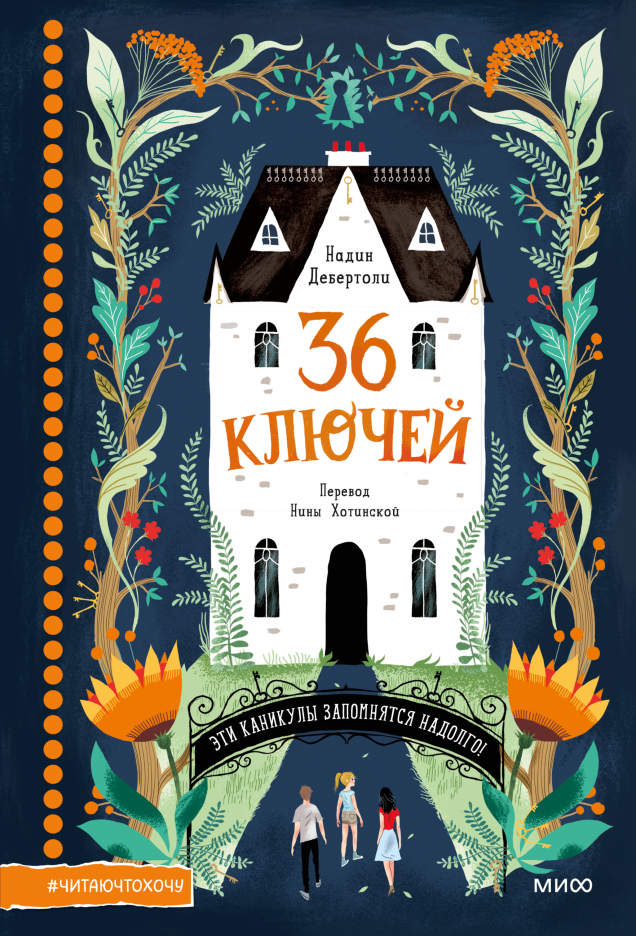 Надин
Дебертоли
36
КЛЮЧЕЙ
Перевод
Нины Хотинской
ЭТИ КАНИКУЛЫ ЗАПОМНЯТСЯ НАДОЛГО!
#ЧИТАЮЧТОХОЧУ
МИФ